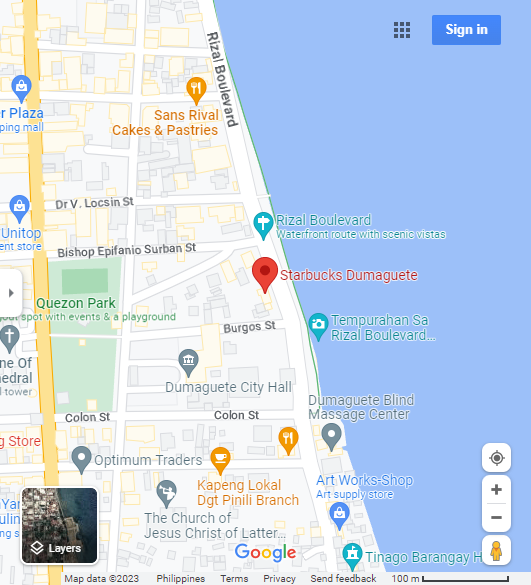 Sign in
Rizal Boulevard
er Plaza
ping mall
Sans Rival
Cakes & Pastries
Dr V. Locsin St
Unitop
ent store
Rizal Boulevard
Waterfront route with scenic vistas
Bishop Epifanio Surban St
Starbucks Dumaguete
Quezon Park
gout spot with events & a playground
Burgos St
Tempurahan Sa
Rizal Boulevard...
ne Of
hedral
l tower
Dumaguete City Hall
Dumaguete Blind
Massage Center
Colon St
Colon St
g Store
Optimum Traders
Kapeng Lokal
Dgt Pinili Branch
Art Works-Shop
Art supply store
The Church of
Jesus Christ of Latter...
Yan
ulin
ng s
Layers
Google
Tinago Barangay H
Map data ©2023 Philippines Terms Privacy Send feedback 100 m